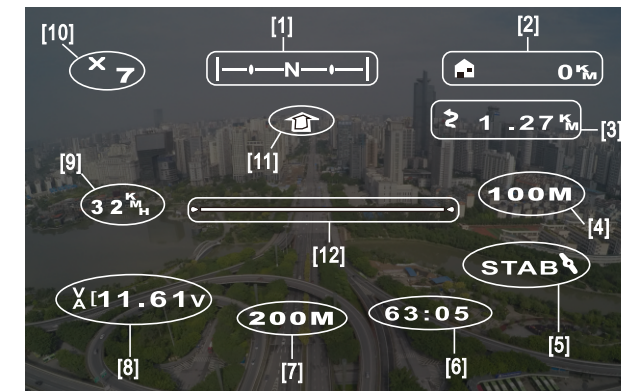 [10] [1] [2]
X 7 N 0 KM
1 .27 KM [3]
[11]
[9]
32 KMH 100M
[12] [4]
STAB
VA[11.61V 200M 63:05 [5]
[8] [7] [6]